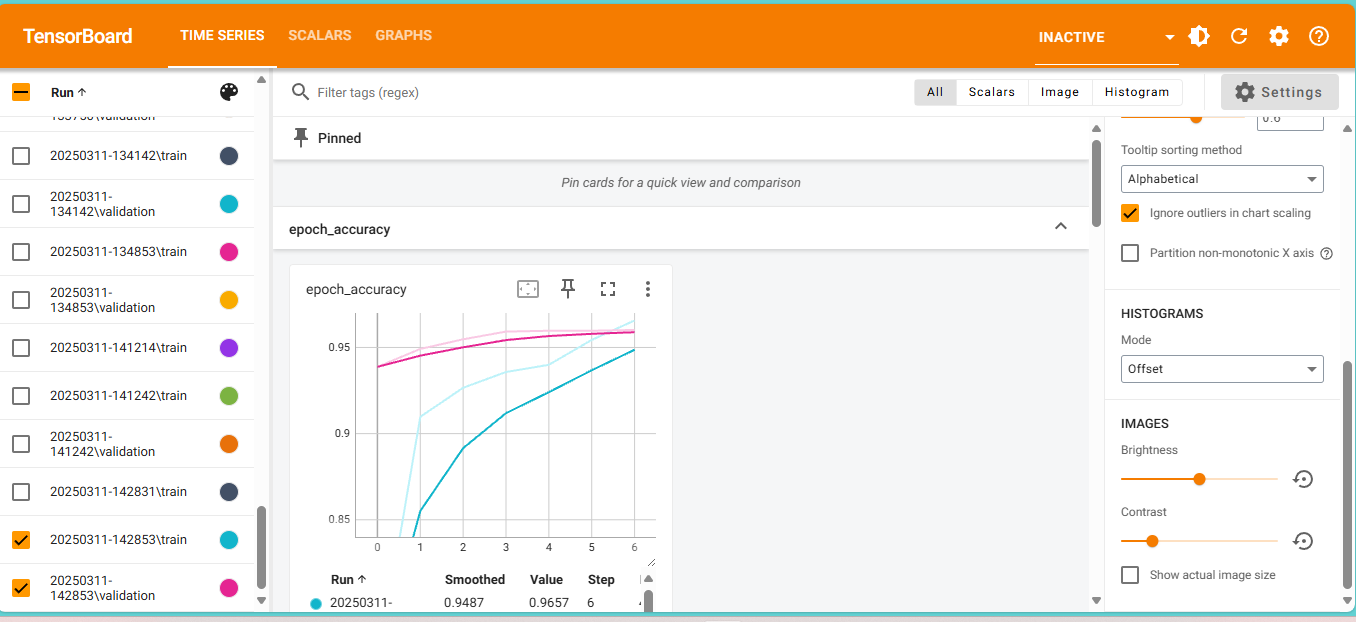 TensorBoard
TIME SERIES
SCALARS
GRAPHS
INACTIVE
Run
Filter tags (regex)
All
Scalars
Image
Histogram
Settings
20250311-134142\train
20250311-
134142\validation
20250311-134853\train
20250311-
134853\validation
20250311-141214\train
20250311-141242\train
20250311-
141242\validation
20250311-142831\train
20250311-142853\train
20250311-
142853\validation
Pinned
Pin cards for a quick view and comparison
epoch_accuracy
epoch_accuracy
0.95
0.9
0.85
0 1 2 3 4 5 6
Run Smoothed Value Step
20250311- 0.9487 0.9657 6
0.6
Tooltip sorting method
Alphabetical
Ignore outliers in chart scaling
Partition non-monotonic X axis
HISTOGRAMS
Mode
Offset
IMAGES
Brightness
Contrast
Show actual image size